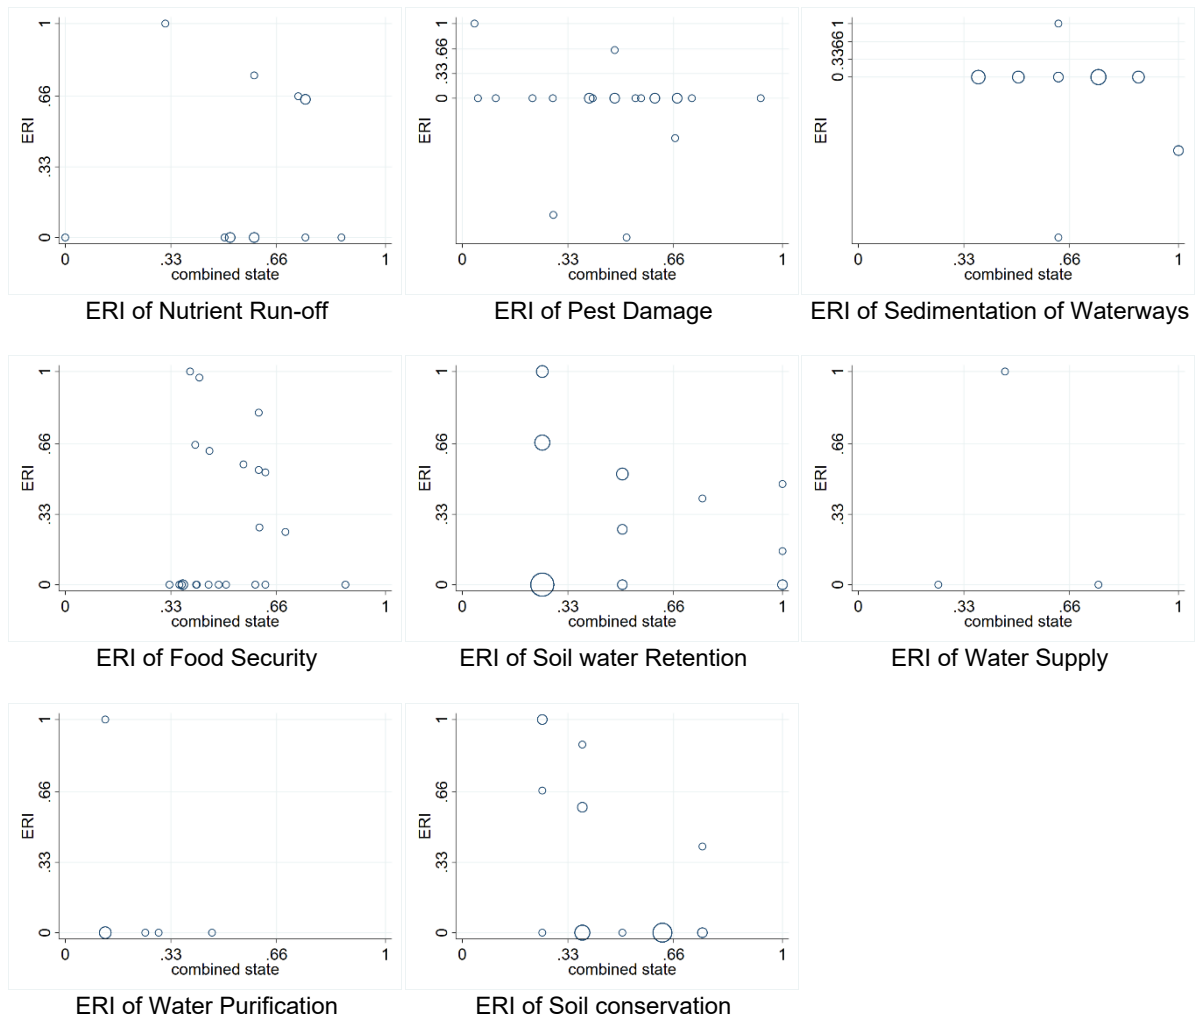 1
.66
.33
0
ERI
0 .33 .66 1
combined state
ERI of Nutrient Run-off
1
.66
.33
0
ERI
0 .33 .66 1
combined state
ERI of Pest Damage
1
.66
.33
0
ERI
0 .33 .66 1
combined state
ERI of Sedimentation of Waterways
1
.66
.33
0
ERI
0 .33 .66 1
combined state
ERI of Food Security
1
.66
.33
0
ERI
0 .33 .66 1
combined state
ERI of Soil water Retention
1
.66
.33
0
ERI
0 .33 .66 1
combined state
ERI of Water Supply
1
.66
.33
0
ERI
0 .33 .66 1
combined state
ERI of Water Purification
1
.66
.33
0
ERI
0 .33 .66 1
combined state
ERI of Soil conservation